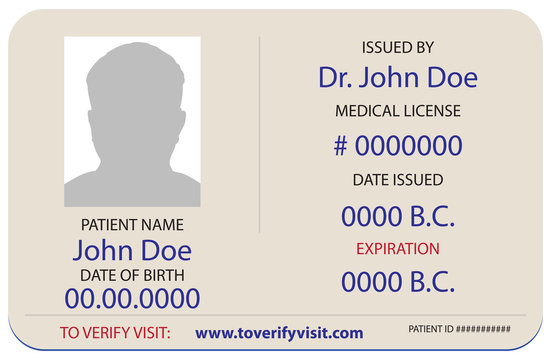 PATIENT NAME
John Doe
DATE OF BIRTH
00.00.0000
ISSUED BY
Dr. John Doe
MEDICAL LICENSE
# 0000000
DATE ISSUED
0000 B.C.
EXPIRATION
0000 B.C.
TO VERIFY VISIT: www.toverifyvisit.com PATIENT ID ###########